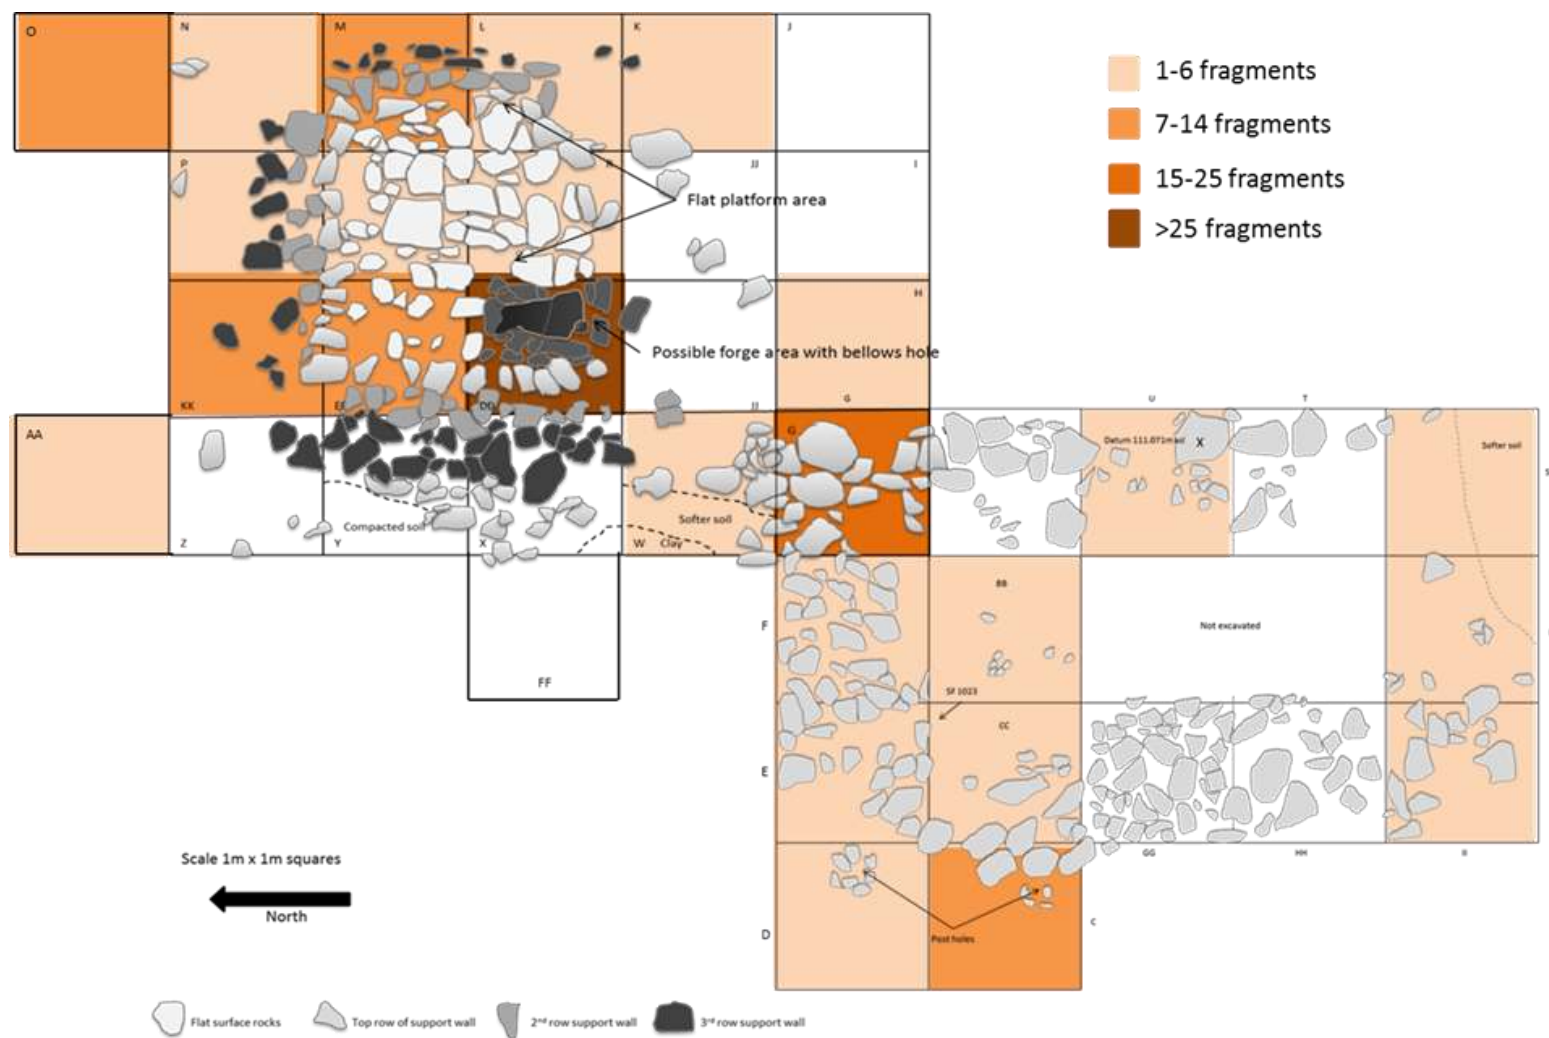 O
N
M
L
K
J
1-6 fragments
7-14 fragments
15-25 fragments
>25 fragments
P
R
JJ
I
Flat platform area
H
Possible forge area with bellows hole
KK
DD
JJ
G
U
T
AA
G
Datum 111.071m asl
X
Softer soil
Compacted soil
Softer soil
Z
Y
X
W
Clay
BB
F
Not excavated
FF
SF 1023
CC
E
GG
HH
II
Scale 1m x 1m squares
North
C
D
Post holes
Flat surface rocks
Top row of support wall
2nd row support wall
3rd row support wall